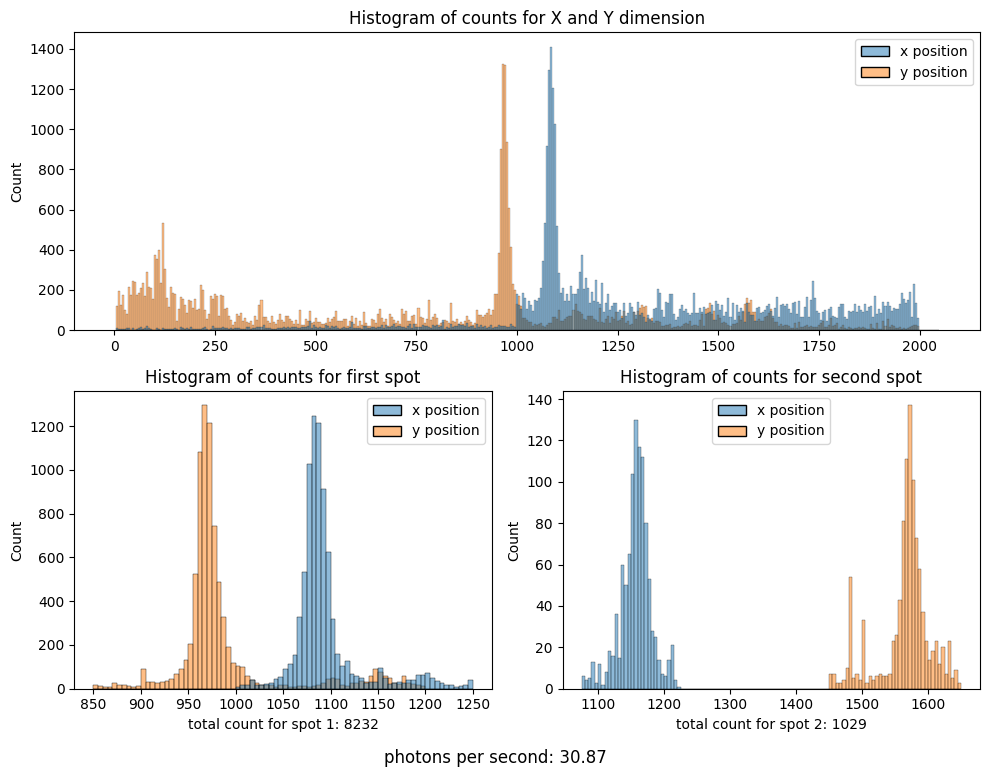 Histogram of counts for X and Y dimension
Count
1400
1200
1000
800
600
400
200
0
x position
y position
0 250 500 750 1000 1250 1500 1750 2000
Histogram of counts for first spot
Count
1200
1000
800
600
400
200
0
x position
y position
850 900 950 1000 1050 1100 1150 1200 1250
total count for spot 1: 8232
Histogram of counts for second spot
Count
140
120
100
80
60
40
20
0
x position
y position
1100 1200 1300 1400 1500 1600
total count for spot 2: 1029
photons per second: 30.87